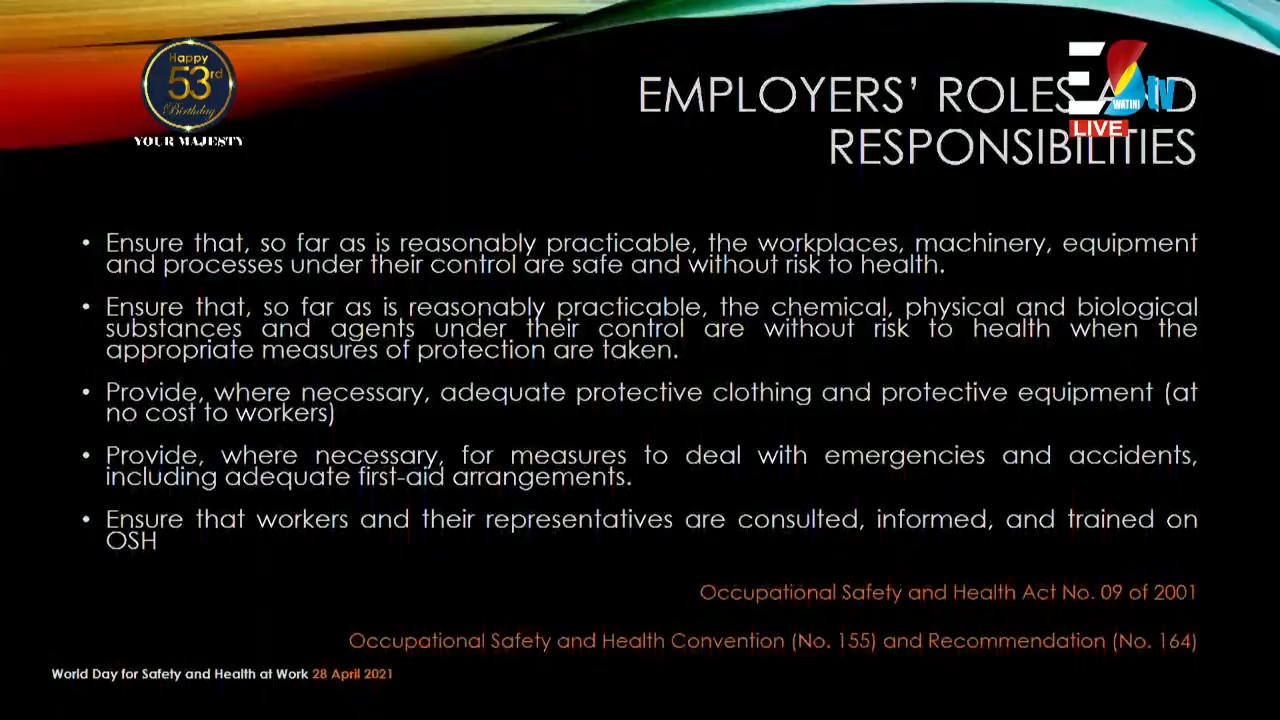 Happy
53rd
Birthday
YOUR MAJESTY
E
WATINI
tv
LIVE
EMPLOYERS’ ROLES AND
RESPONSIBILITIES
• Ensure that, so far as is reasonably practicable, the workplaces, machinery, equipment
and processes under their control are safe and without risk to health.
• Ensure that, so far as is reasonably practicable, the chemical, physical and biological
substances and agents under their control are without risk to health when the
appropriate measures of protection are taken.
• Provide, where necessary, adequate protective clothing and protective equipment (at
no cost to workers)
• Provide, where necessary, for measures to deal with emergencies and accidents,
including adequate first-aid arrangements.
• Ensure that workers and their representatives are consulted, informed, and trained on
OSH
Occupational Safety and Health Act No. 09 of 2001
Occupational Safety and Health Convention (No. 155) and Recommendation (No. 164)
World Day for Safety and Health at Work 28 April 2021